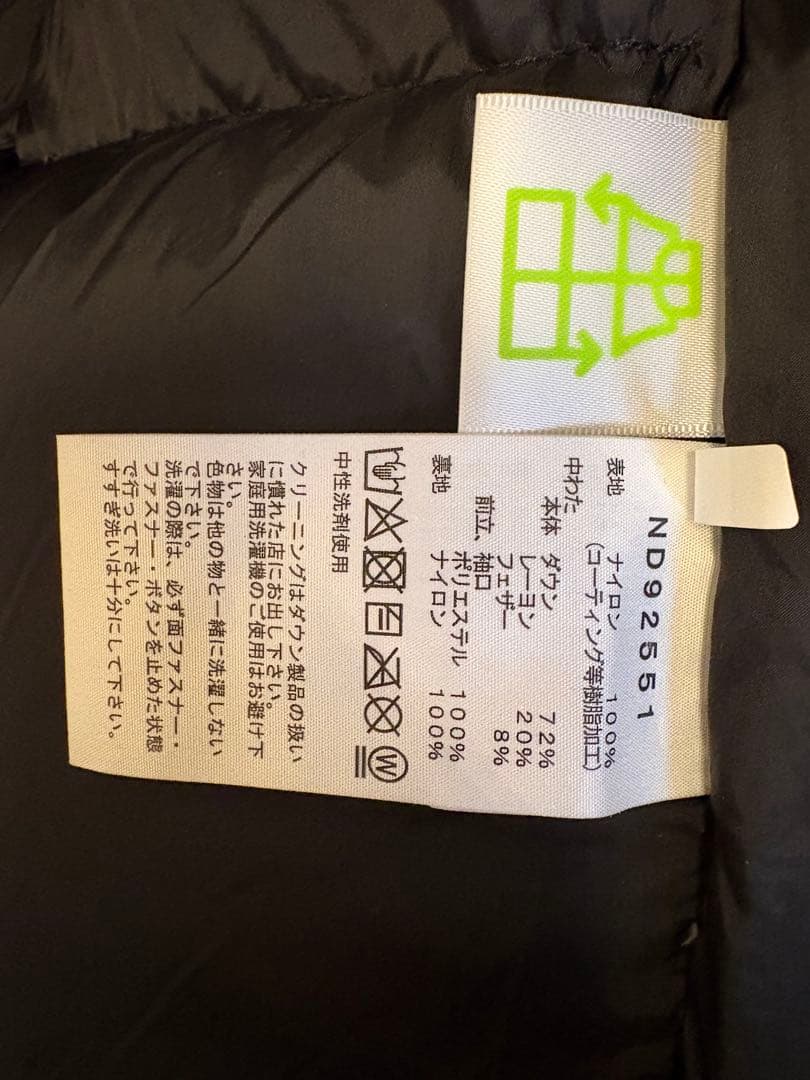 ND92551
表地　ナイロン　100%
(コーティング等樹脂加工)
中わた
本体　ダウン　72%
レーヨン　20%
フェザー　8%
前立、袖口
ポリエステル　100%
裏地　ナイロン　100%
W
中性洗剤使用
クリーニングはダウン製品の扱い
に慣れた店にお出し下さい。
家庭用洗濯機のご使用はお避け下
さい。
色物は他の物と一緒に洗濯しない
で下さい。
洗濯の際は、必ず面ファスナー・
ファスナー・ボタンを止めた状態
で行って下さい。
すすぎ洗いは十分にして下さい。